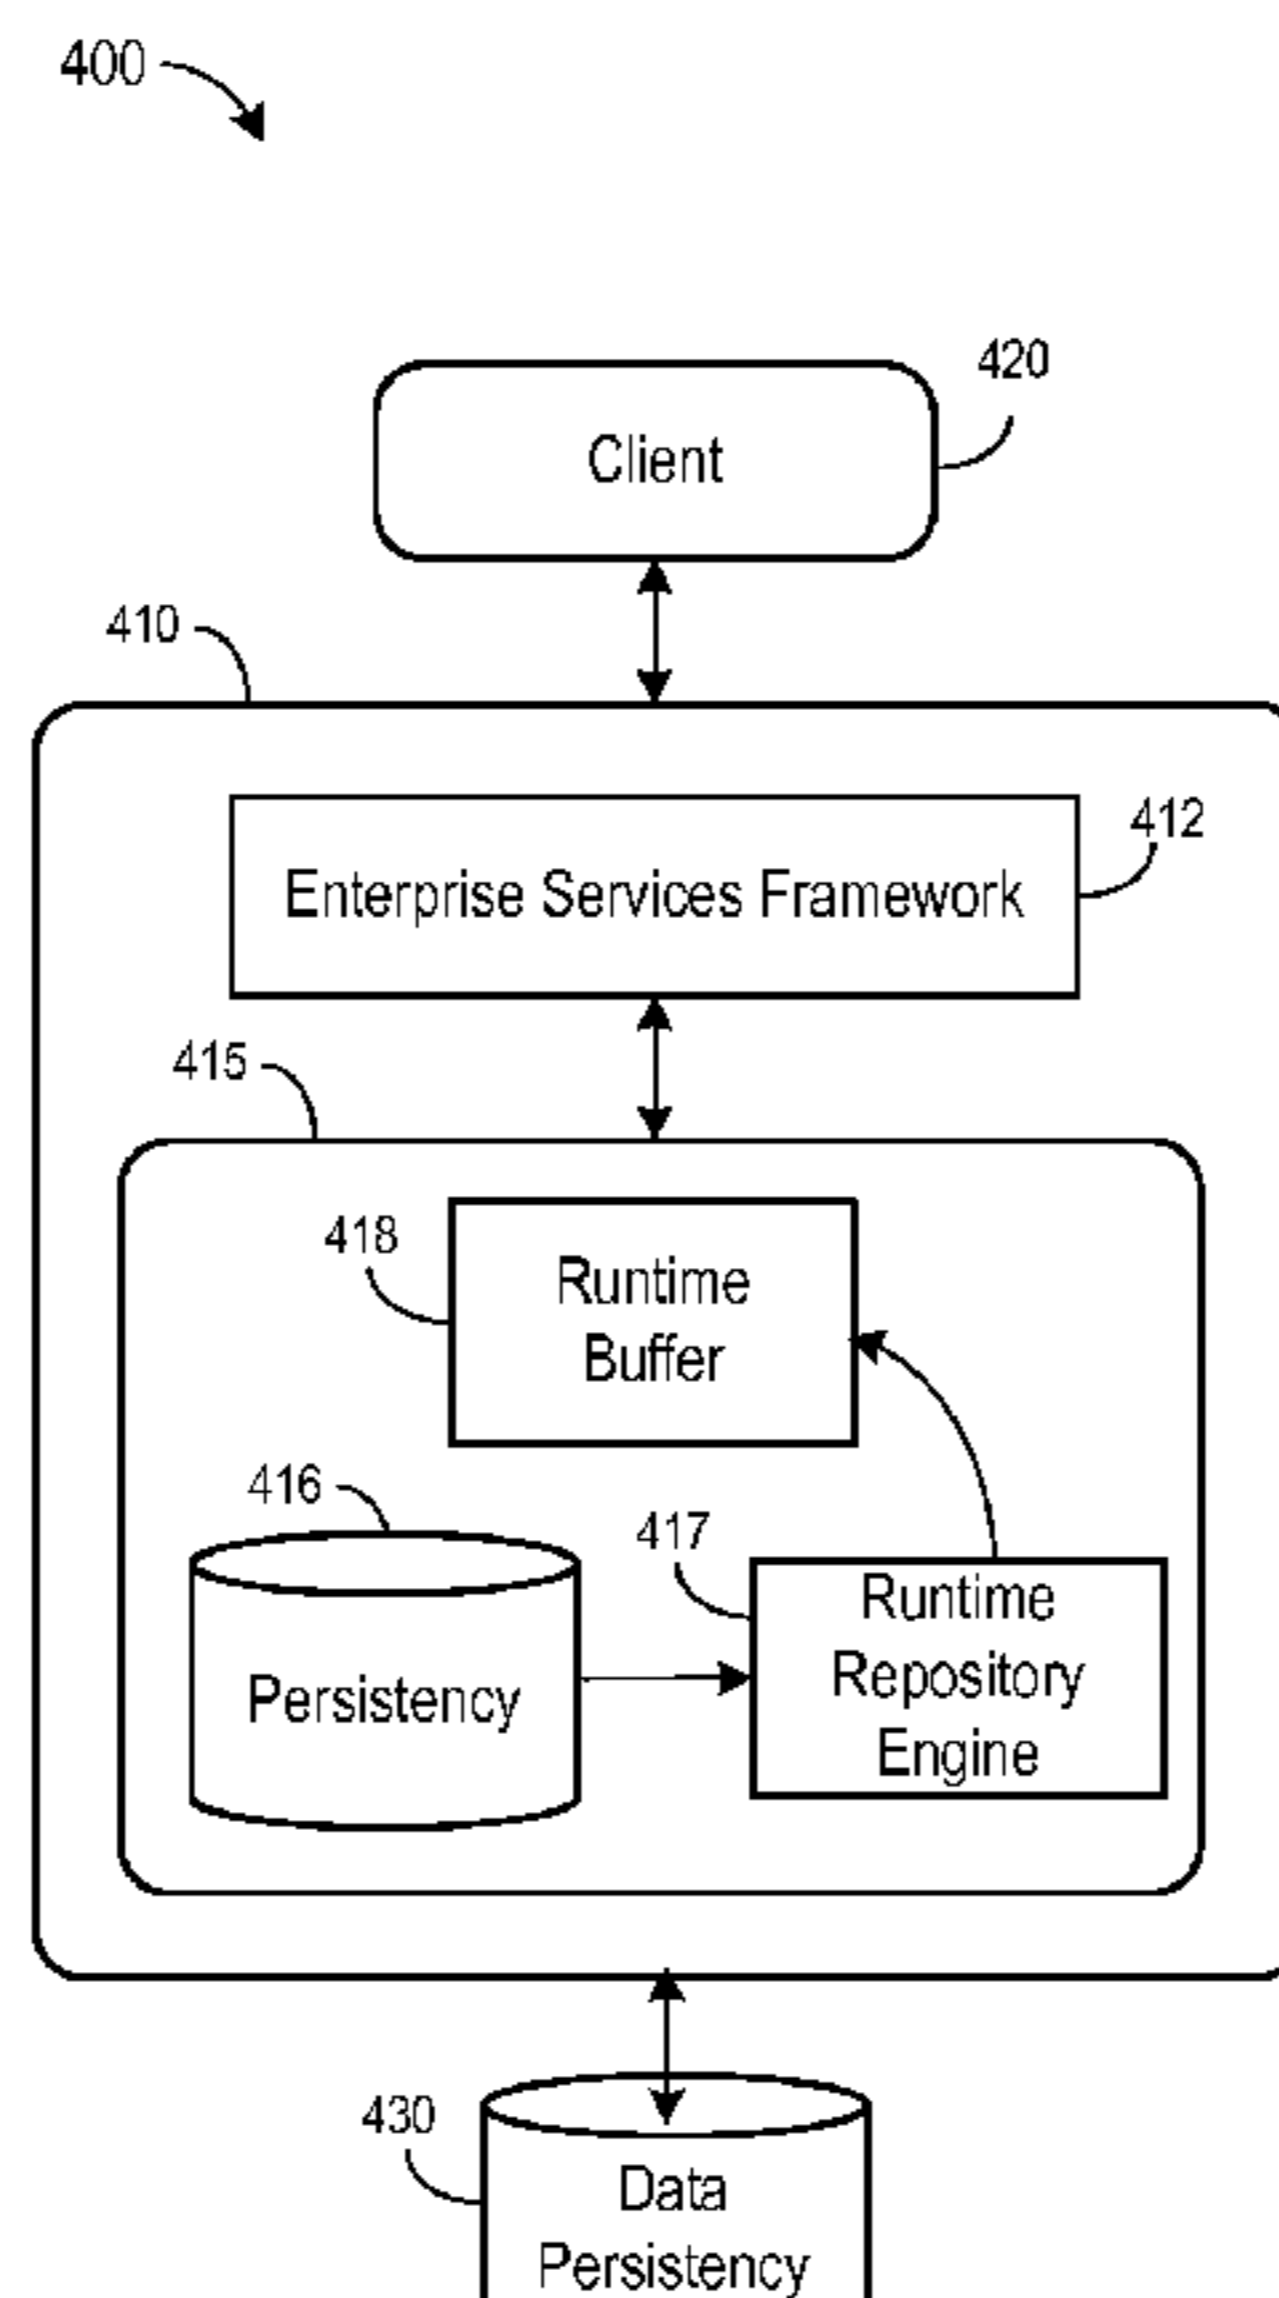 400
420
Client
410
412
Enterprise Services Framework
415
418
Runtime
Buffer
416
417
Runtime
Repository
Engine
Persistency
430
Data
Persistency